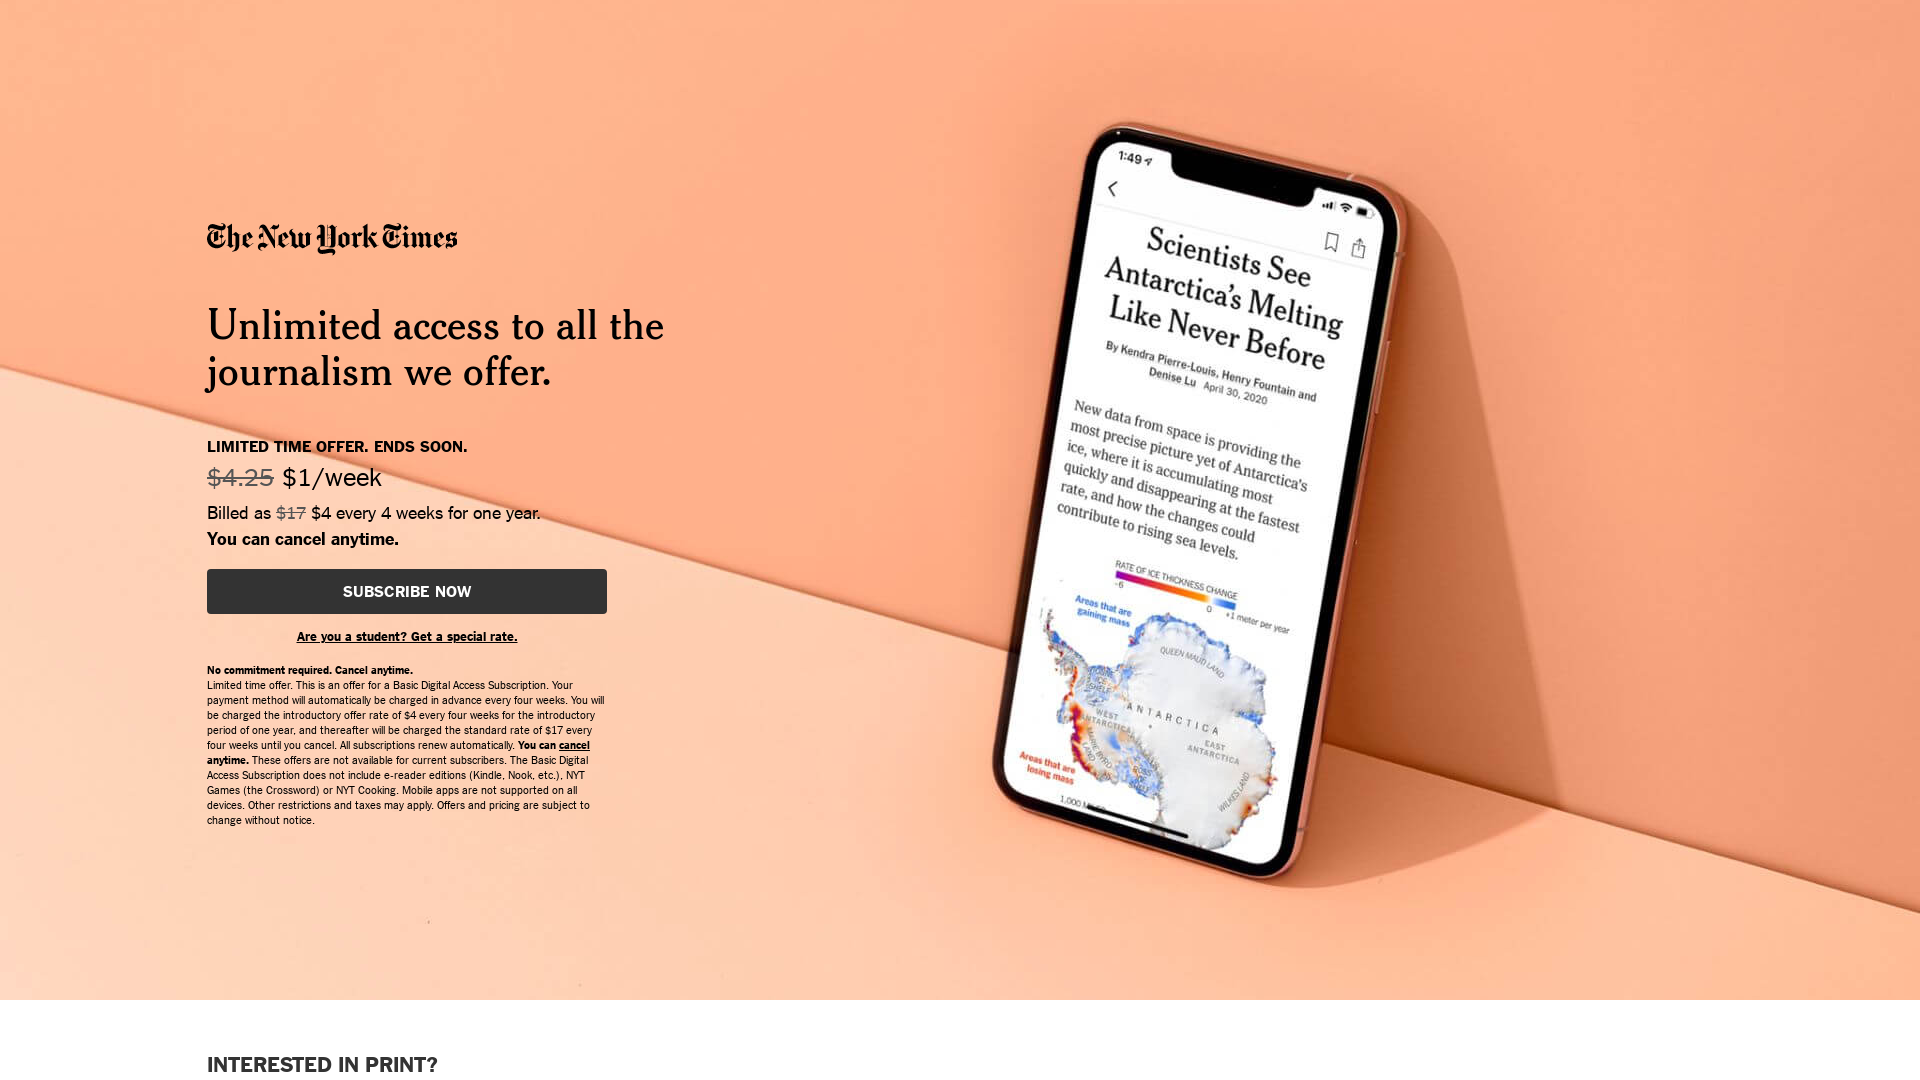 The New York Times
Unlimited access to all the
journalism we offer.
LIMITED TIME OFFER. ENDS SOON.
$4.25 $1/week
Billed as $17 $4 every 4 weeks for one year.
You can cancel anytime.
SUBSCRIBE NOW
Are you a student? Get a special rate.
No commitment required. Cancel anytime.
Limited time offer. This is an offer for a Basic Digital Access Subscription. Your
payment method will automatically be charged in advance every four weeks. You will
be charged the introductory offer rate of $4 every four weeks for the introductory
period of one year, and thereafter will be charged the standard rate of $17 every
four weeks until you cancel. All subscriptions renew automatically. You can cancel
anytime. These offers are not available for current subscribers. The Basic Digital
Access Subscription does not include e-reader editions (Kindle, Nook, etc.), NYT
Games (the Crossword) or NYT Cooking. Mobile apps are not supported on all
devices. Other restrictions and taxes may apply. Offers and pricing are subject to
change without notice.
1:49
Scientists See
Antarctica's Melting
Like Never Before
By Kendra Pierre-Louis, Henry Fountain and
Denise Lu April 30, 2020
New data from space is providing the
most precise picture yet of Antarctica's
ice, where it is accumulating most
quickly and disappearing at the fastest
rate, and how the changes could
contribute to rising sea levels.
RATE OF ICE THICKNESS CHANGE
-6
0
+1 meter per year
Areas that are
gaining mass
QUEEN MAUD LAND
SHELF
ANTARCTICA
WEST
ANTARCTICA
EAST
ANTARCTICA
MARIE BYRD
LAND
Areas that are
losing mass
WILKES LAND
1,000
INTERESTED IN PRINT?